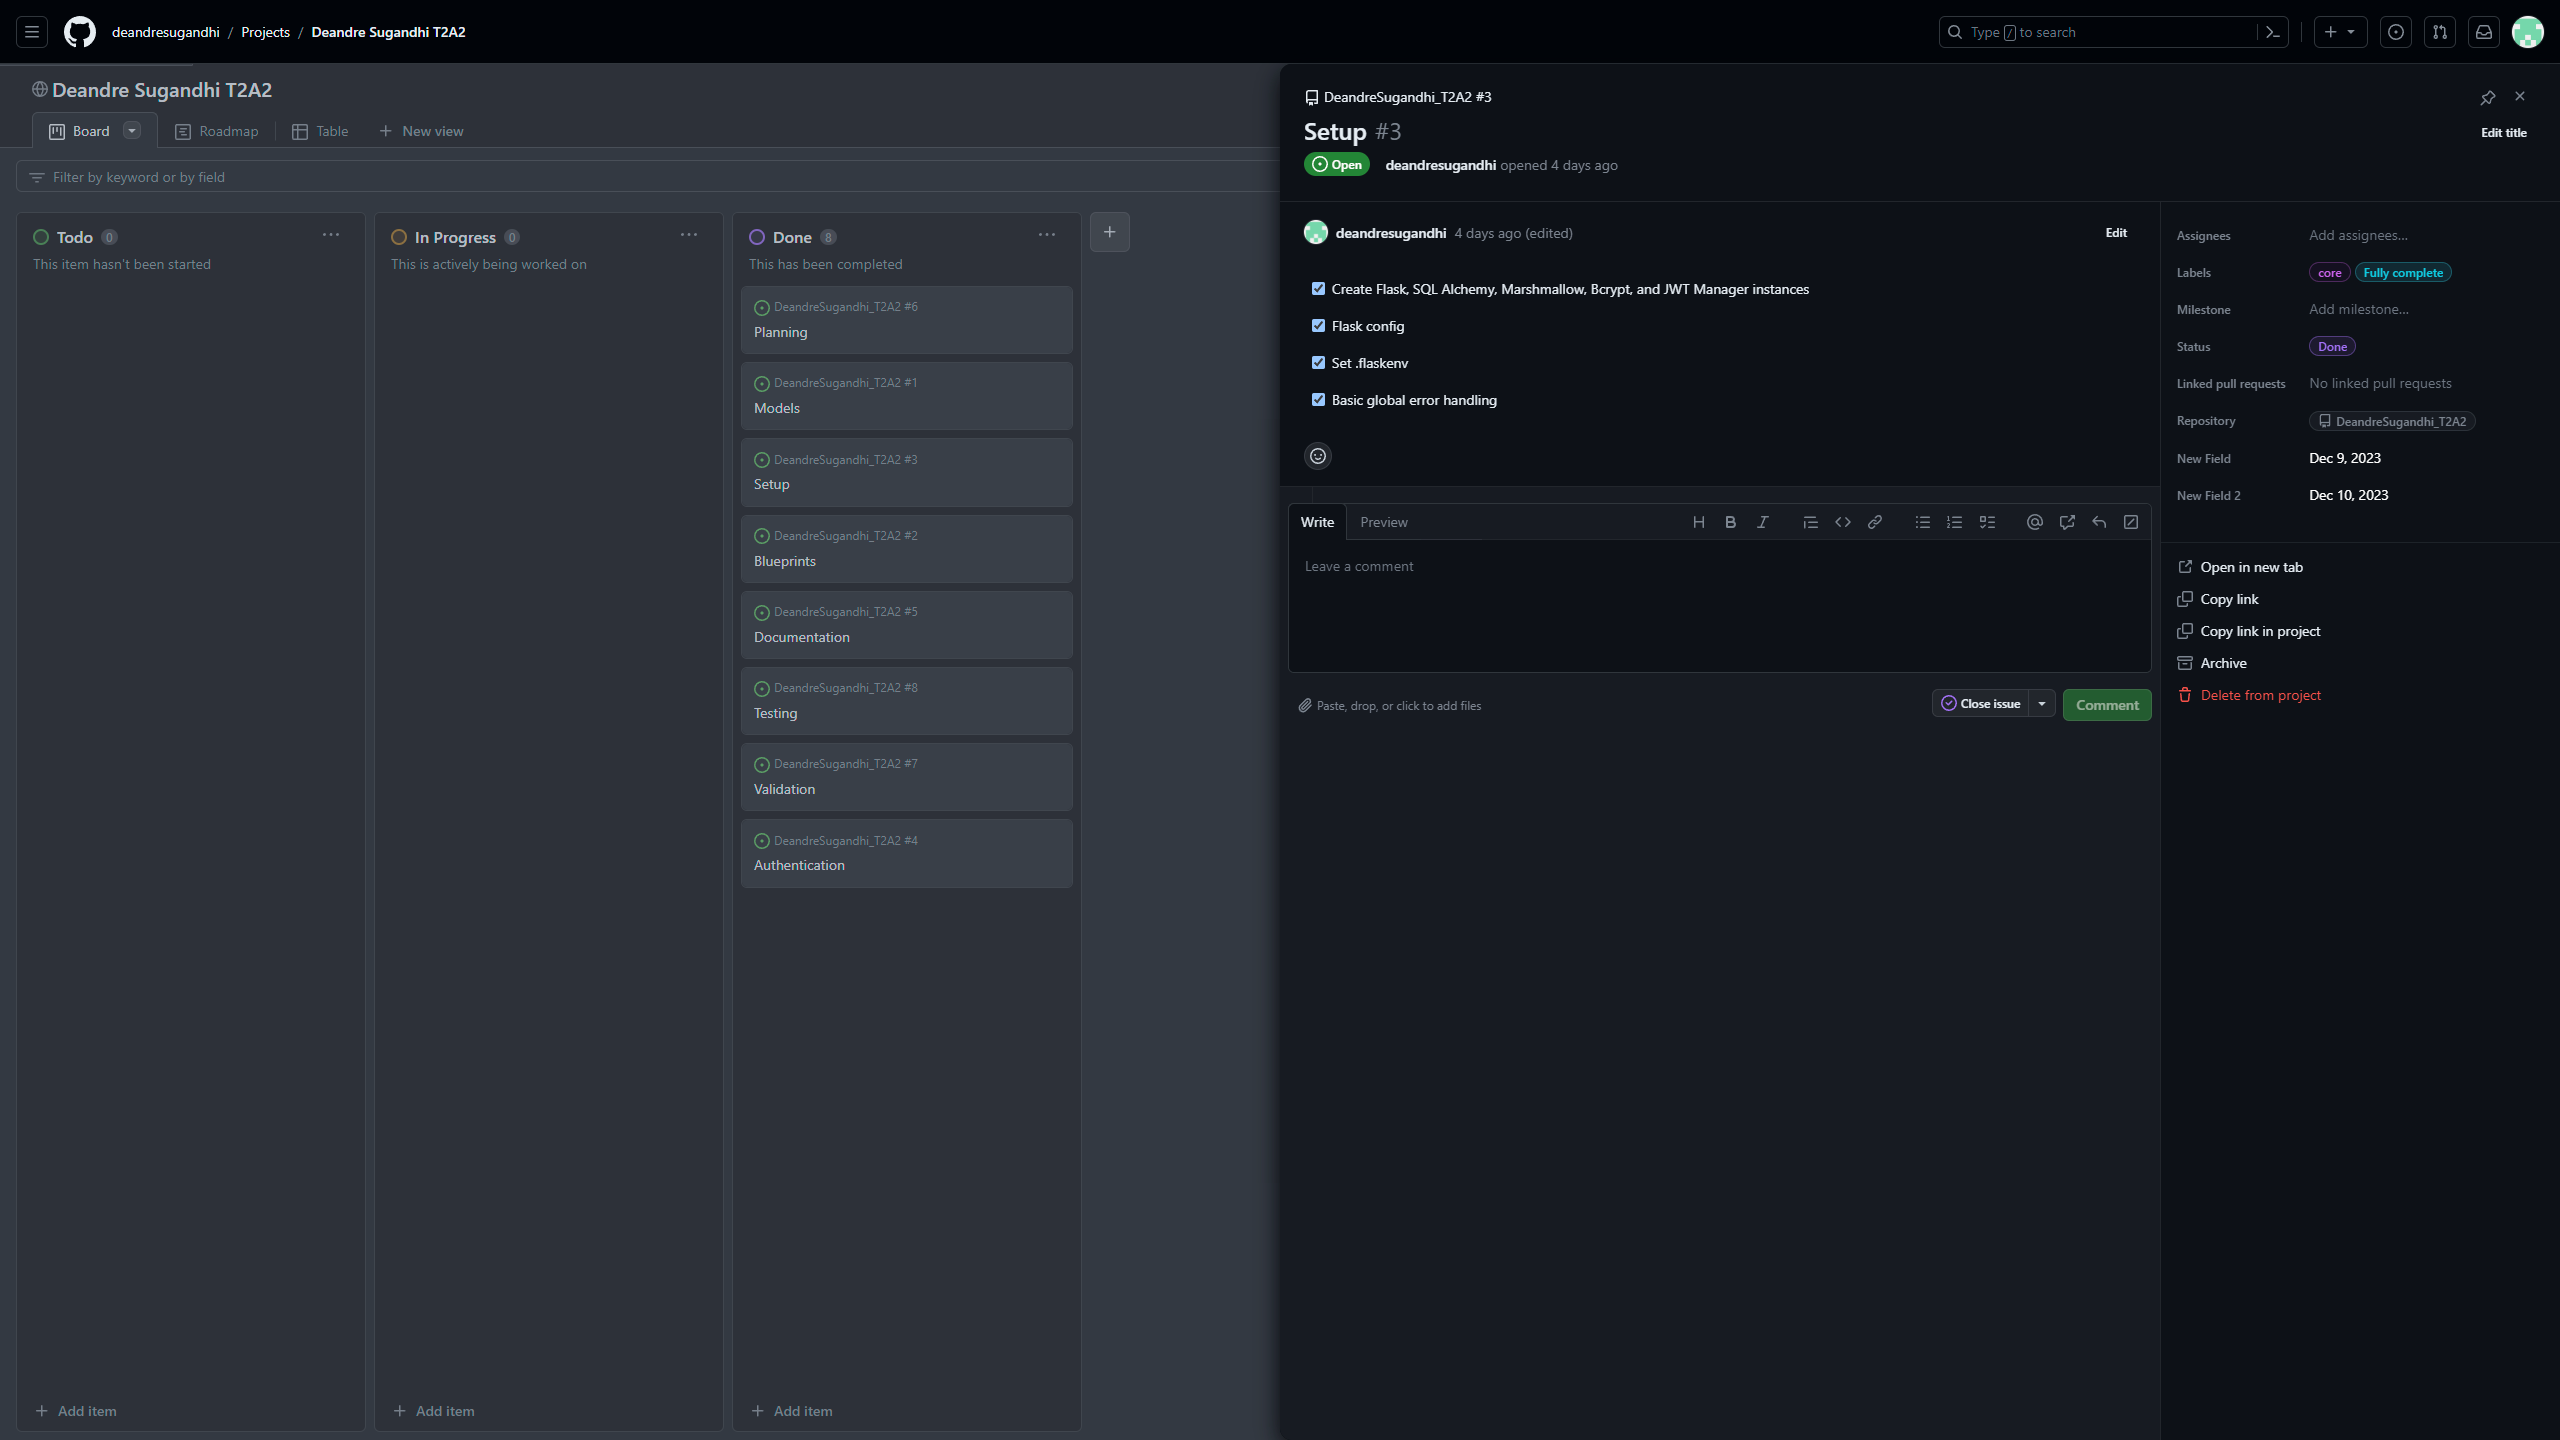 deandresugandhi / Projects / Deandre Sugandhi T2A2
Type / to search
Deandre Sugandhi T2A2
Board
Roadmap
Table
New view
Filter by keyword or by field
Todo 0
This item hasn't been started
Add item
In Progress 0
This is actively being worked on
Add item
Done 8
This has been completed
DeandreSugandhi_T2A2 #6
Planning
DeandreSugandhi_T2A2 #1
Models
DeandreSugandhi_T2A2 #3
Setup
DeandreSugandhi_T2A2 #2
Blueprints
DeandreSugandhi_T2A2 #5
Documentation
DeandreSugandhi_T2A2 #8
Testing
DeandreSugandhi_T2A2 #7
Validation
DeandreSugandhi_T2A2 #4
Authentication
Add item
DeandreSugandhi_T2A2 #3
Setup #3
Edit title
Open
deandresugandhi opened 4 days ago
deandresugandhi 4 days ago (edited)
Edit
Create Flask, SQL Alchemy, Marshmallow, Bcrypt, and JWT Manager instances
Flask config
Set .flaskenv
Basic global error handling
Write
Preview
Leave a comment
Paste, drop, or click to add files
Close issue
Comment
Assignees Add assignees...
Labels core Fully complete
Milestone Add milestone...
Status Done
Linked pull requests No linked pull requests
Repository DeandreSugandhi_T2A2
New Field Dec 9, 2023
New Field 2 Dec 10, 2023
Open in new tab
Copy link
Copy link in project
Archive
Delete from project